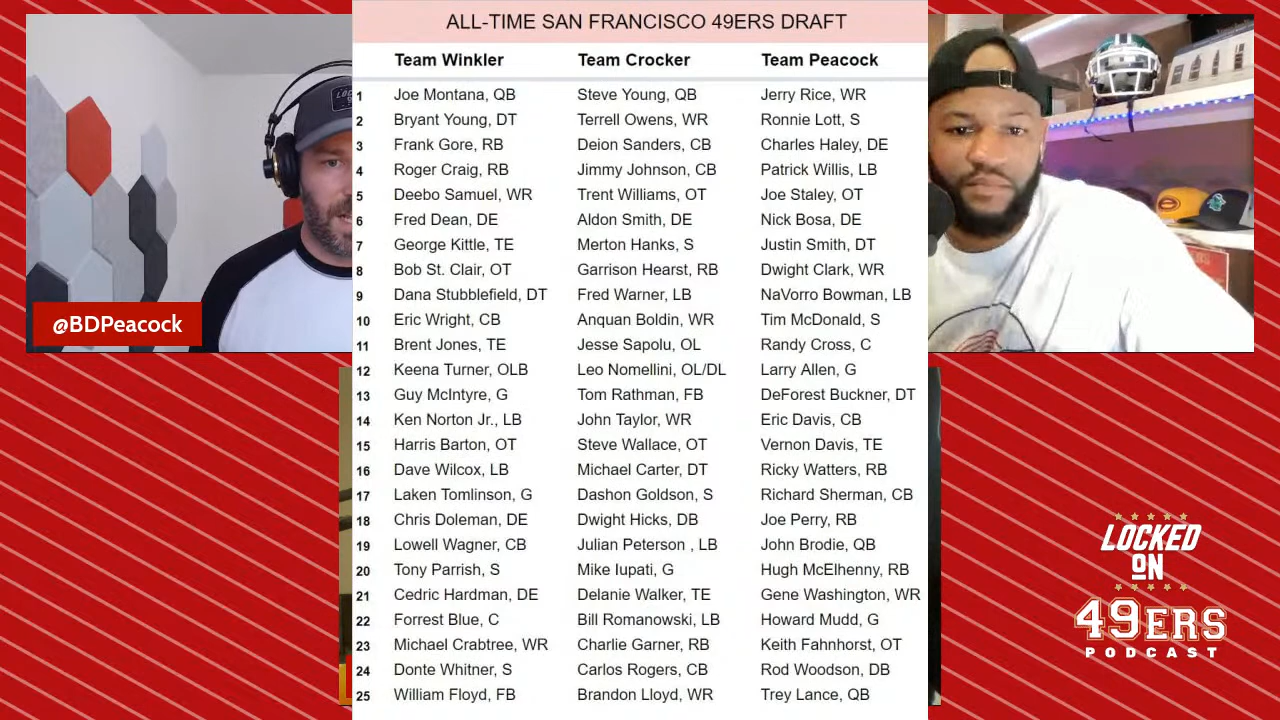 ALL-TIME SAN FRANCISCO 49ERS DRAFT
Team Winkler Team Crocker Team Peacock
1 Joe Montana, QB Steve Young, QB Jerry Rice, WR
2 Bryant Young, DT Terrell Owens, WR Ronnie Lott, S
3 Frank Gore, RB Deion Sanders, CB Charles Haley, DE
4 Roger Craig, RB Jimmy Johnson, CB Patrick Willis, LB
5 Deebo Samuel, WR Trent Williams, OT Joe Staley, OT
6 Fred Dean, DE Aldon Smith, DE Nick Bosa, DE
7 George Kittle, TE Merton Hanks, S Justin Smith, DT
8 Bob St. Clair, OT Garrison Hearst, RB Dwight Clark, WR
9 Dana Stubblefield, DT Fred Warner, LB NaVorro Bowman, LB
10 Eric Wright, CB Anquan Boldin, WR Tim McDonald, S
11 Brent Jones, TE Jesse Sapolu, OL Randy Cross, C
12 Keena Turner, OLB Leo Nomellini, OL/DL Larry Allen, G
13 Guy McIntyre, G Tom Rathman, FB DeForest Buckner, DT
14 Ken Norton Jr., LB John Taylor, WR Eric Davis, CB
15 Harris Barton, OT Steve Wallace, OT Vernon Davis, TE
16 Dave Wilcox, LB Michael Carter, DT Ricky Watters, RB
17 Laken Tomlinson, G Dashon Goldson, S Richard Sherman, CB
18 Chris Doleman, DE Dwight Hicks, DB Joe Perry, RB
19 Lowell Wagner, CB Julian Peterson , LB John Brodie, QB
20 Tony Parrish, S Mike Iupati, G Hugh McElhenny, RB
21 Cedric Hardman, DE Delanie Walker, TE Gene Washington, WR
22 Forrest Blue, C Bill Romanowski, LB Howard Mudd, G
23 Michael Crabtree, WR Charlie Garner, RB Keith Fahnhorst, OT
24 Donte Whitner, S Carlos Rogers, CB Rod Woodson, DB
25 William Floyd, FB Brandon Lloyd, WR Trey Lance, QB
@BDPeacock
LOCKED
ON
49ERS
PODCAST